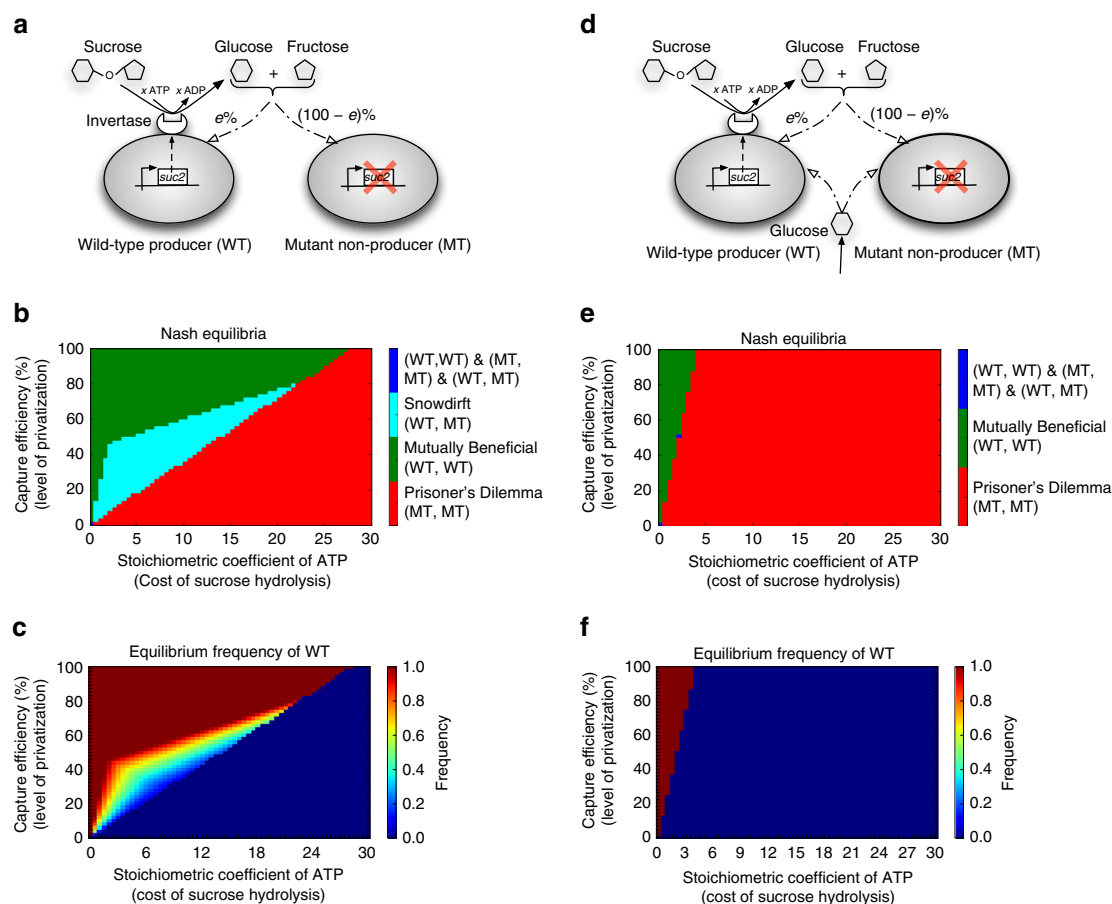 a
Sucrose
Glucose
Fructose
O
x ATP
x ADP
+
Invertase
e%
(100 – e)%
suc2
suc2
Wild-type producer (WT)
Mutant non-producer (MT)
b
Nash equilibria
Capture efficiency (%)
(level of privatization)
100
80
60
40
20
0
0 5 10 15 20 25 30
Stoichiometric coefficient of ATP
(Cost of sucrose hydrolysis)
(WT,WT) & (MT,
MT) & (WT, MT)
Snowdirft
(WT, MT)
Mutually Beneficial
(WT, WT)
Prisoner's Dilemma
(MT, MT)
c
Equilibrium frequency of WT
Capture efficiency (%)
(level of privatization)
100
80
60
40
20
0
0 6 12 18 24 30
Stoichiometric coefficient of ATP
(cost of sucrose hydrolysis)
1.0
0.8
0.6
0.4
0.2
0.0
Frequency
d
Sucrose
Glucose
Fructose
O
x ATP
x ADP
+
Invertase
e%
(100 – e)%
suc2
suc2
Glucose
Wild-type producer (WT)
Mutant non-producer (MT)
e
Nash equilibria
Capture efficiency (%)
(level of privatization)
100
80
60
40
20
0
0 5 10 15 20 25 30
Stoichiometric coefficient of ATP
(cost of sucrose hydrolysis)
(WT, WT) & (MT,
MT) & (WT, MT)
Mutually Beneficial
(WT, WT)
Prisoner's Dilemma
(MT, MT)
f
Equilibrium frequency of WT
Capture efficiency (%)
(level of privatization)
100
80
60
40
20
0
0 3 6 9 12 15 18 21 24 27 30
Stoichiometric coefficient of ATP
(cost of sucrose hydrolysis)
1.0
0.8
0.6
0.4
0.2
0.0
Frequency